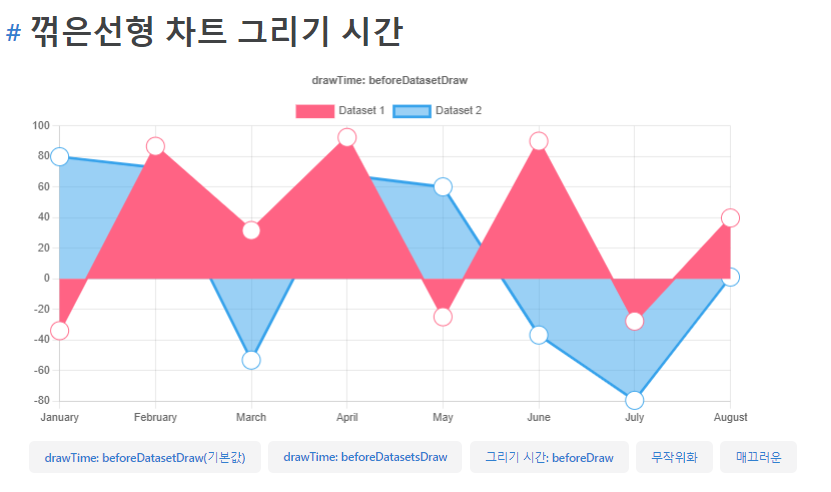 # 꺾은선형 차트 그리기 시간
drawTime: beforeDatasetDraw
Dataset 1 Dataset 2
100
80
60
40
20
0
-20
-40
-60
-80
January February March April May June July August
drawTime: beforeDatasetDraw(기본값) drawTime: beforeDatasetsDraw 그리기 시간: beforeDraw 무작위화 매끄러운